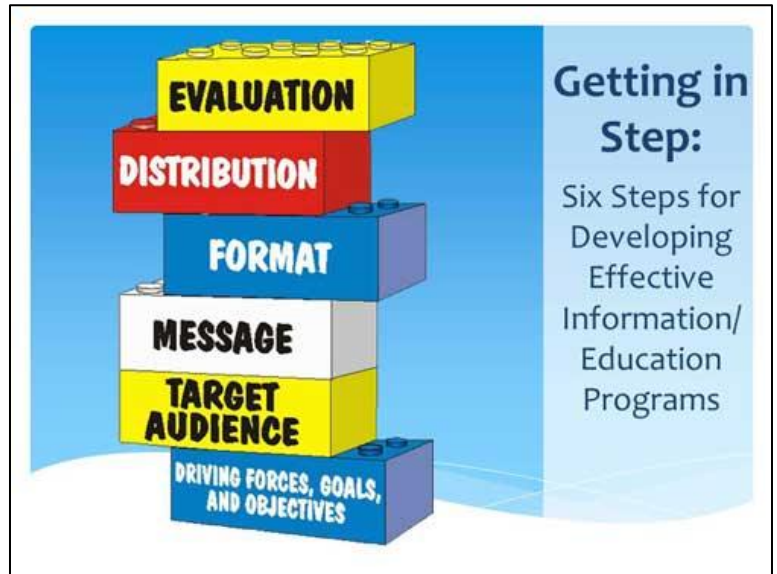 EVALUATION
DISTRIBUTION
FORMAT
MESSAGE
TARGET
AUDIENCE
DRIVING FORCES, GOALS,
AND OBJECTIVES
Getting in
Step:
Six Steps for
Developing
Effective
Information/
Education
Programs